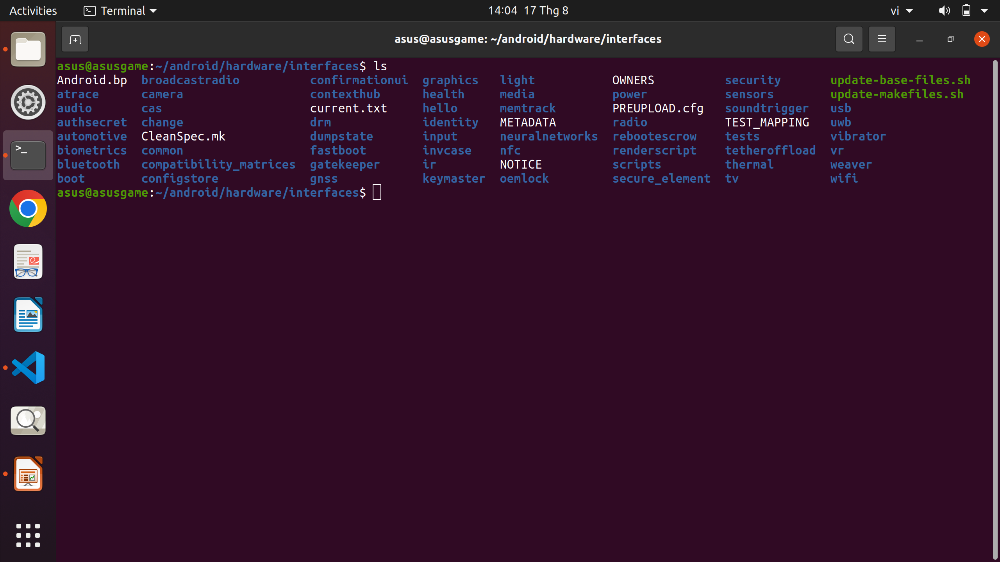 Activities Terminal 14:04 17 Thg 8 vi
asus@asusgame: ~/android/hardware/interfaces
asus@asusgame:~/android/hardware/interfaces$ ls
Android.bp broadcastradio confirmationui graphics light OWNERS security update-base-files.sh
atrace camera contexthub health media power sensors update-makefiles.sh
audio cas current.txt hello memtrack PREUPLOAD.cfg soundtrigger usb
authsecret change drm identity METADATA radio TEST_MAPPING uwb
automotive CleanSpec.mk dumpstate input neuralnetworks rebootescrow tests vibrator
biometrics common fastboot invcase nfc renderscript tetheroffload vr
bluetooth compatibility_matrices gatekeeper ir NOTICE scripts thermal weaver
boot configstore gnss keymaster oemlock secure_element tv wifi
asus@asusgame:~/android/hardware/interfaces$